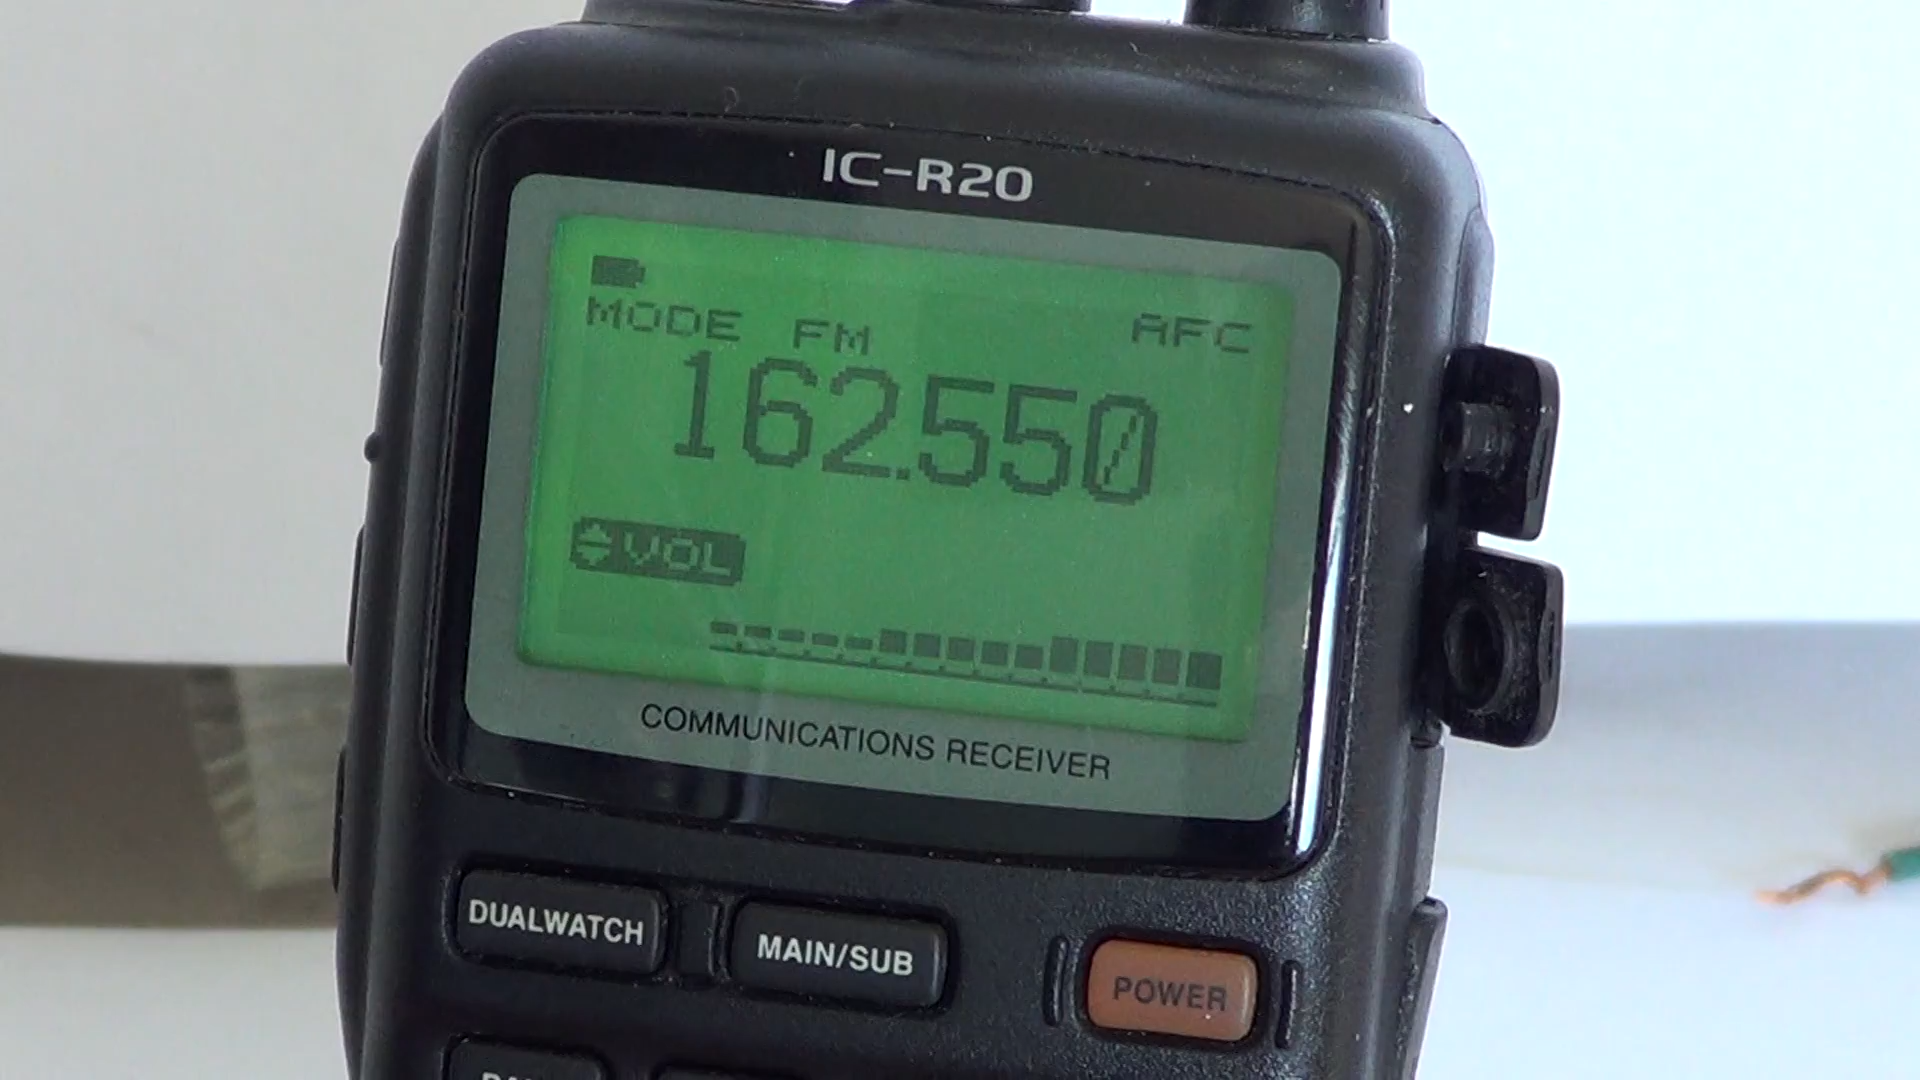 IC-R20
MODE FM AFC
162.550
VOL
COMMUNICATIONS RECEIVER
DUALWATCH MAIN/SUB POWER